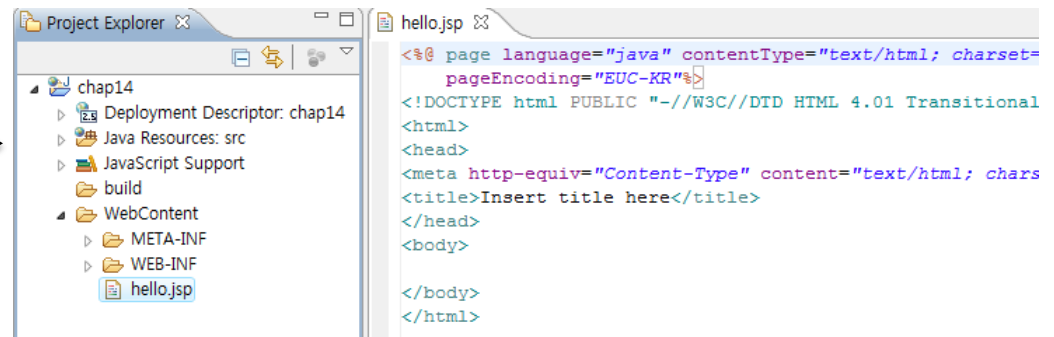 Project Explorer
chap14
Deployment Descriptor: chap14
Java Resources: src
JavaScript Support
build
WebContent
META-INF
WEB-INF
hello.jsp
hello.jsp
<%@ page language="java" contentType="text/html; charset=
pageEncoding="EUC-KR"%>
<!DOCTYPE html PUBLIC "-//W3C//DTD HTML 4.01 Transitional
<html>
<head>
<meta http-equiv="Content-Type" content="text/html; chars
<title>Insert title here</title>
</head>
<body>
</body>
</html>